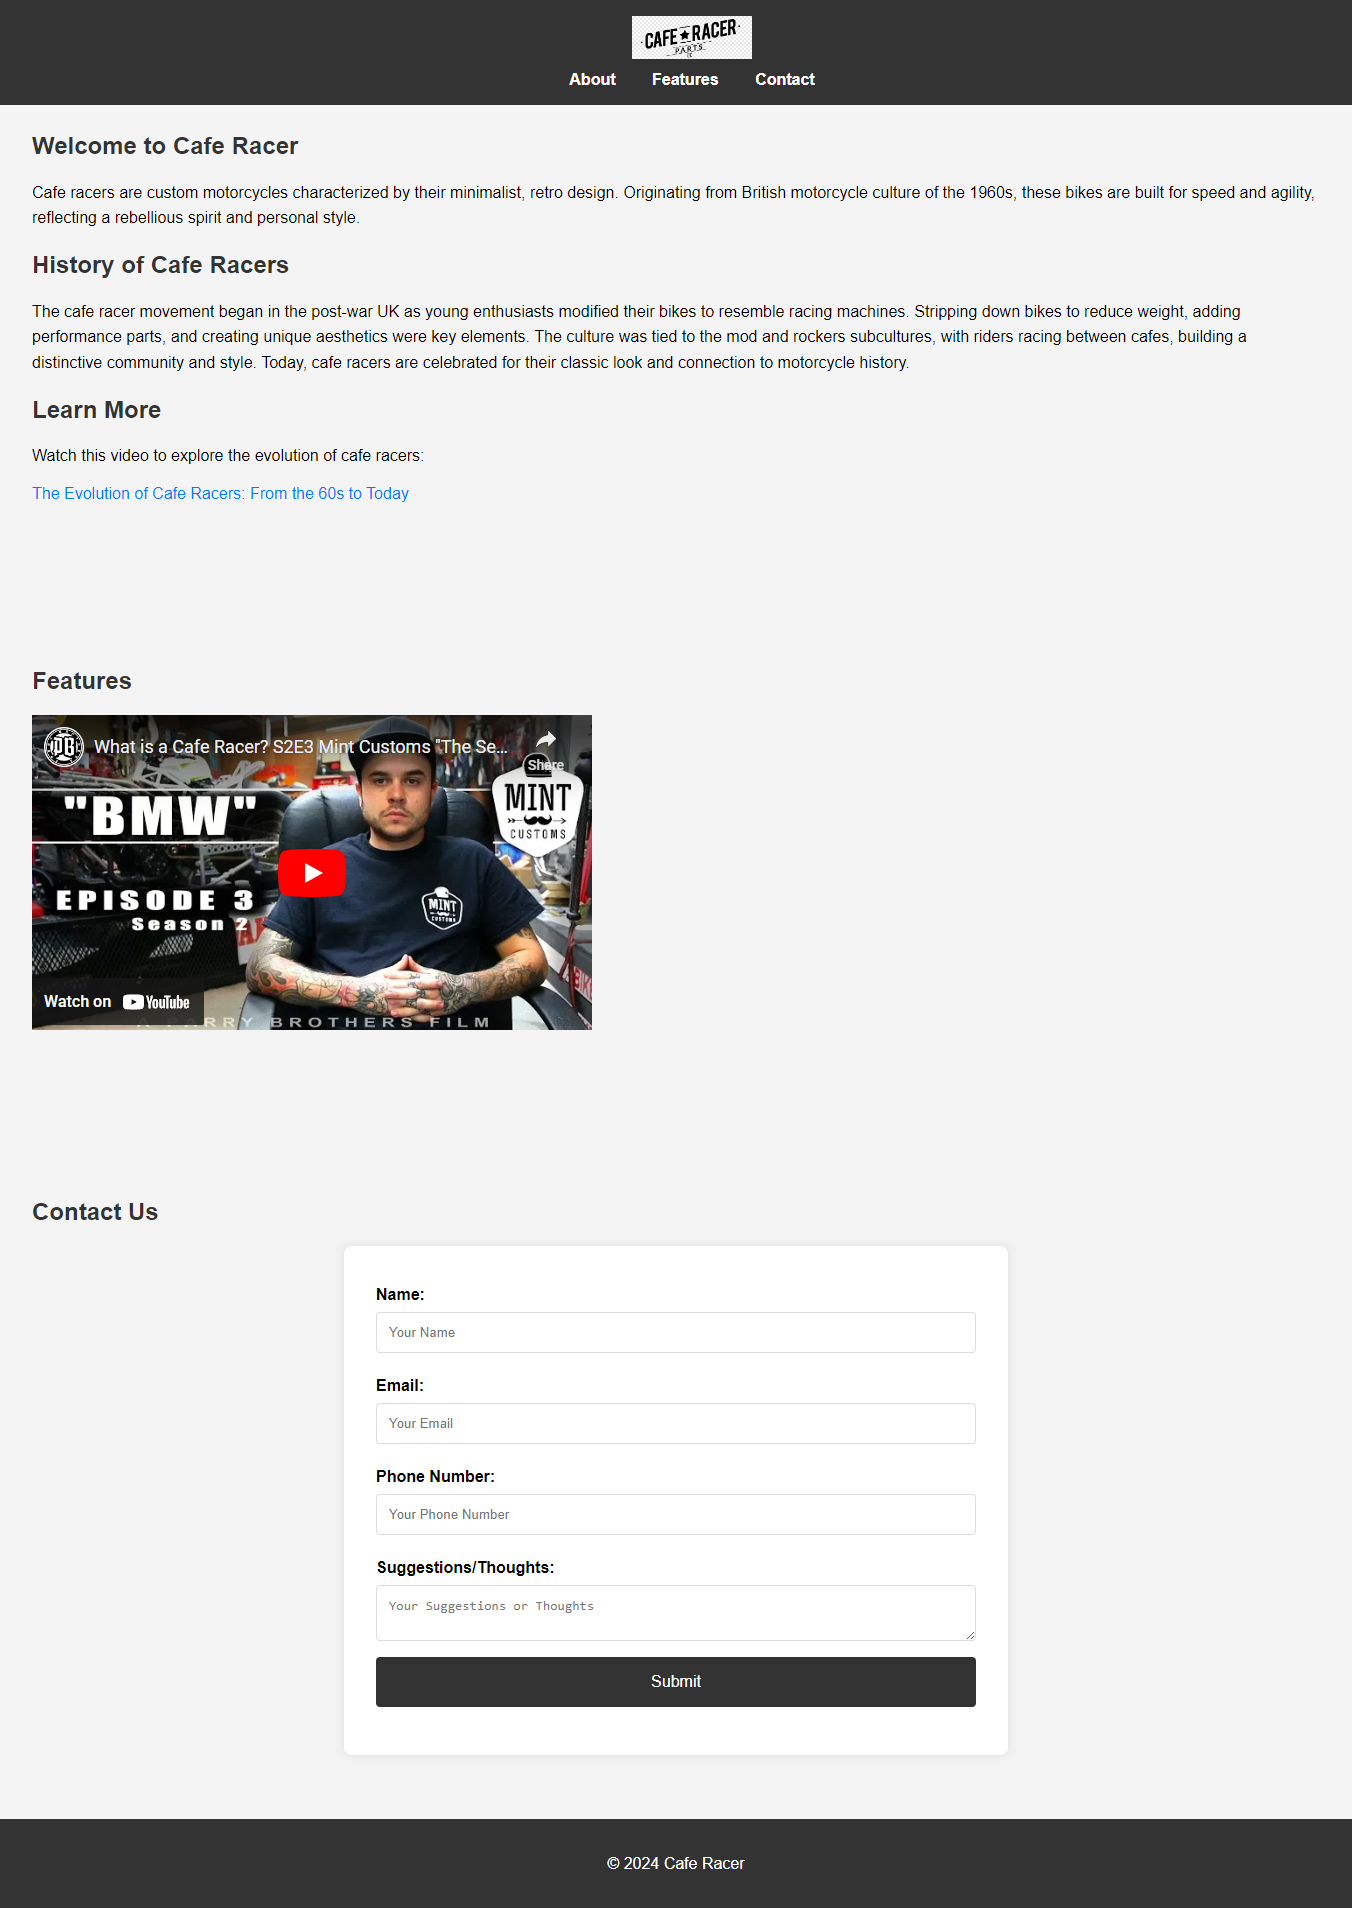 CAFE★RACER
PARTS
About Features Contact
Welcome to Cafe Racer
Cafe racers are custom motorcycles characterized by their minimalist, retro design. Originating from British motorcycle culture of the 1960s, these bikes are built for speed and agility,
reflecting a rebellious spirit and personal style.
History of Cafe Racers
The cafe racer movement began in the post-war UK as young enthusiasts modified their bikes to resemble racing machines. Stripping down bikes to reduce weight, adding
performance parts, and creating unique aesthetics were key elements. The culture was tied to the mod and rockers subcultures, with riders racing between cafes, building a
distinctive community and style. Today, cafe racers are celebrated for their classic look and connection to motorcycle history.
Learn More
Watch this video to explore the evolution of cafe racers:
The Evolution of Cafe Racers: From the 60s to Today
Features
What is a Cafe Racer? S2E3 Mint Customs "The Se...
Share
"BMW"
MINT
CUSTOMS
EPISODE 3
Season 2
MINT
CUSTOMS
Watch on YouTube
A PARRY BROTHERS FILM
Contact Us
Name:
Your Name
Email:
Your Email
Phone Number:
Your Phone Number
Suggestions/Thoughts:
Your Suggestions or Thoughts
Submit
© 2024 Cafe Racer